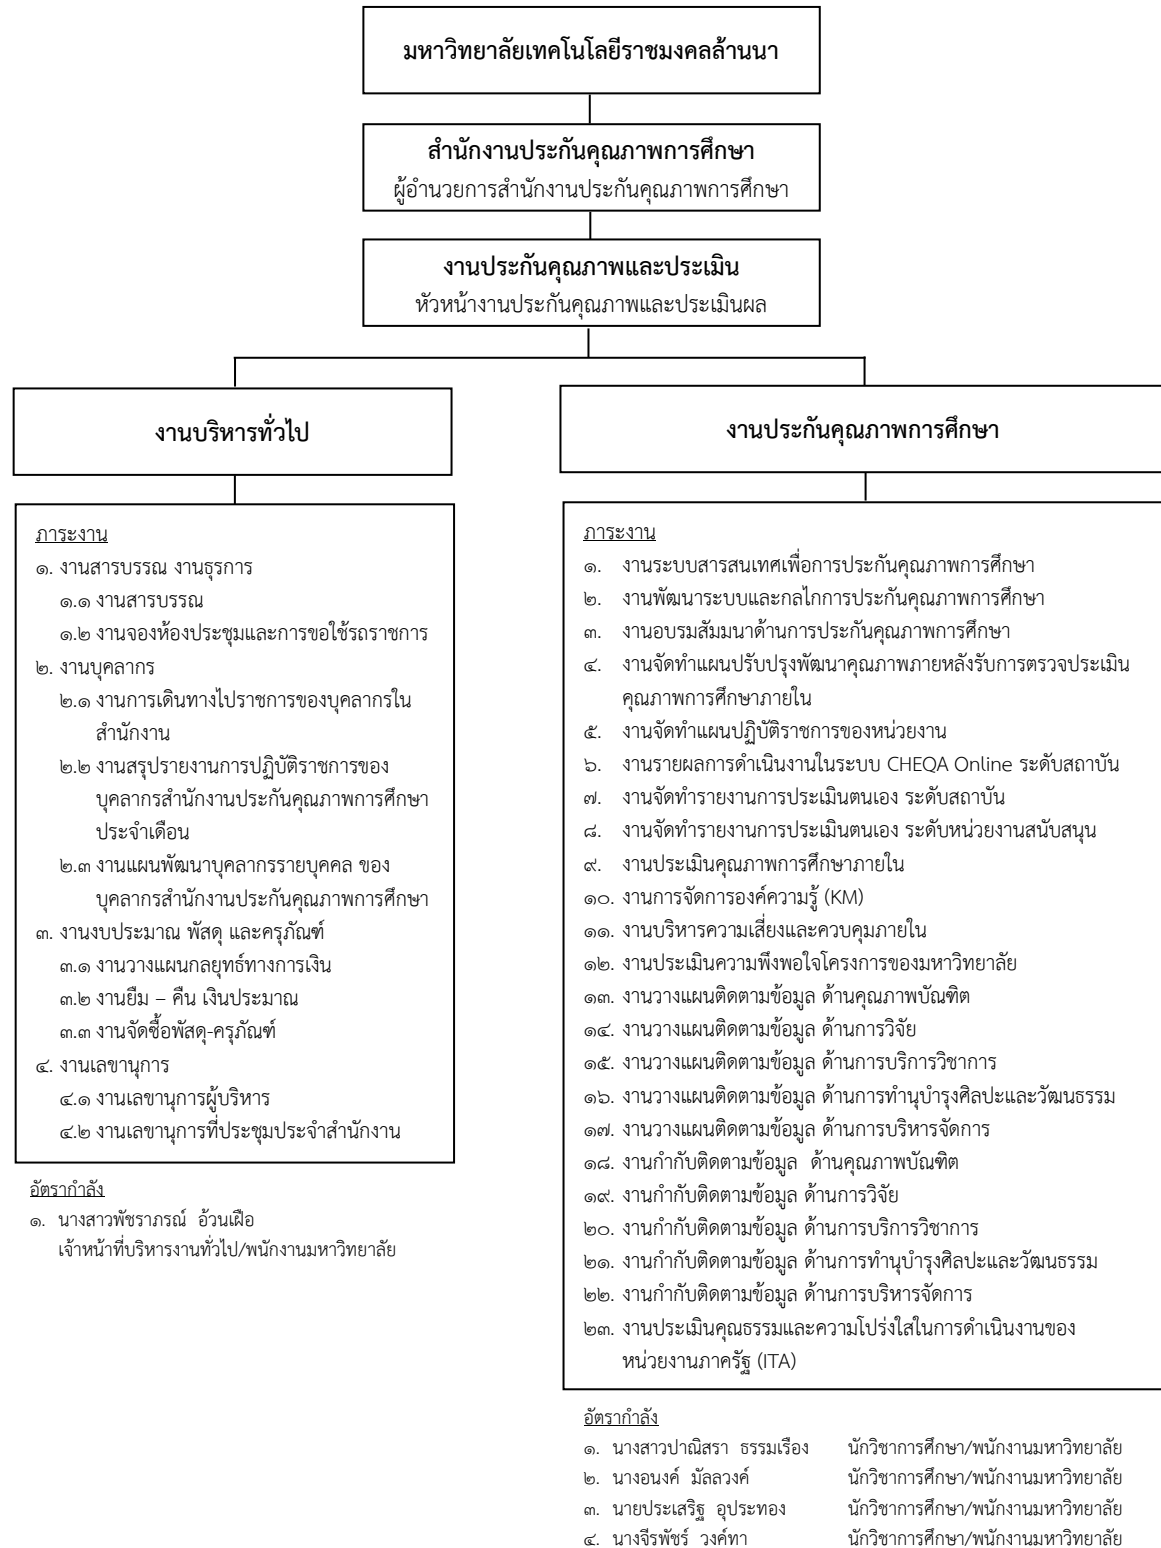 มหาวิทยาลัยเทคโนโลยีราชมงคลล้านนา
สำนักงานประกันคุณภาพการศึกษา
ผู้อำนวยการสำนักงานประกันคุณภาพการศึกษา
งานประกันคุณภาพและประเมิน
หัวหน้างานประกันคุณภาพและประเมินผล
งานบริหารทั่วไป
ภาระงาน
๑. งานสารบรรณ งานธุรการ
๑.๑ งานสารบรรณ
๑.๒ งานจองห้องประชุมและการขอใช้รถราชการ
๒. งานบุคลากร
๒.๑ งานการเดินทางไปราชการของบุคลากรใน
สำนักงาน
๒.๒ งานสรุปรายงานการปฏิบัติราชการของ
บุคลากรสำนักงานประกันคุณภาพการศึกษา
ประจำเดือน
๒.๓ งานแผนพัฒนาบุคลากรรายบุคคล ของ
บุคลากรสำนักงานประกันคุณภาพการศึกษา
๓. งานงบประมาณ พัสดุ และครุภัณฑ์
๓.๑ งานวางแผนกลยุทธ์ทางการเงิน
๓.๒ งานยืม – คืน เงินประมาณ
๓.๓ งานจัดซื้อพัสดุ-ครุภัณฑ์
๔. งานเลขานุการ
๔.๑ งานเลขานุการผู้บริหาร
๔.๒ งานเลขานุการที่ประชุมประจำสำนักงาน
อัตรากำลัง
๑. นางสาวพัชราภรณ์ อ้วนเฝือ
เจ้าหน้าที่บริหารงานทั่วไป/พนักงานมหาวิทยาลัย
งานประกันคุณภาพการศึกษา
ภาระงาน
๑. งานระบบสารสนเทศเพื่อการประกันคุณภาพการศึกษา
๒. งานพัฒนาระบบและกลไกการประกันคุณภาพการศึกษา
๓. งานอบรมสัมมนาด้านการประกันคุณภาพการศึกษา
๔. งานจัดทำแผนปรับปรุงพัฒนาคุณภาพภายหลังรับการตรวจประเมิน
คุณภาพการศึกษาภายใน
๕. งานจัดทำแผนปฏิบัติราชการของหน่วยงาน
๖. งานรายผลการดำเนินงานในระบบ CHEQA Online ระดับสถาบัน
๗. งานจัดทำรายงานการประเมินตนเอง ระดับสถาบัน
๘. งานจัดทำรายงานการประเมินตนเอง ระดับหน่วยงานสนับสนุน
๙. งานประเมินคุณภาพการศึกษาภายใน
๑๐. งานการจัดการองค์ความรู้ (KM)
๑๑. งานบริหารความเสี่ยงและควบคุมภายใน
๑๒. งานประเมินความพึงพอใจโครงการของมหาวิทยาลัย
๑๓. งานวางแผนติดตามข้อมูล ด้านคุณภาพบัณฑิต
๑๔. งานวางแผนติดตามข้อมูล ด้านการวิจัย
๑๕. งานวางแผนติดตามข้อมูล ด้านการบริการวิชาการ
๑๖. งานวางแผนติดตามข้อมูล ด้านการทำนุบำรุงศิลปะและวัฒนธรรม
๑๗. งานวางแผนติดตามข้อมูล ด้านการบริหารจัดการ
๑๘. งานกำกับติดตามข้อมูล ด้านคุณภาพบัณฑิต
๑๙. งานกำกับติดตามข้อมูล ด้านการวิจัย
๒๐. งานกำกับติดตามข้อมูล ด้านการบริการวิชาการ
๒๑. งานกำกับติดตามข้อมูล ด้านการทำนุบำรุงศิลปะและวัฒนธรรม
๒๒. งานกำกับติดตามข้อมูล ด้านการบริหารจัดการ
๒๓. งานประเมินคุณธรรมและความโปร่งใสในการดำเนินงานของ
หน่วยงานภาครัฐ (ITA)
อัตรากำลัง
๑. นางสาวปาณิสรา ธรรมเรือง นักวิชาการศึกษา/พนักงานมหาวิทยาลัย
๒. นางอนงค์ มัลลวงค์ นักวิชาการศึกษา/พนักงานมหาวิทยาลัย
๓. นายประเสริฐ อุประทอง นักวิชาการศึกษา/พนักงานมหาวิทยาลัย
๔. นางจีรพัชร์ วงค์ทา นักวิชาการศึกษา/พนักงานมหาวิทยาลัย